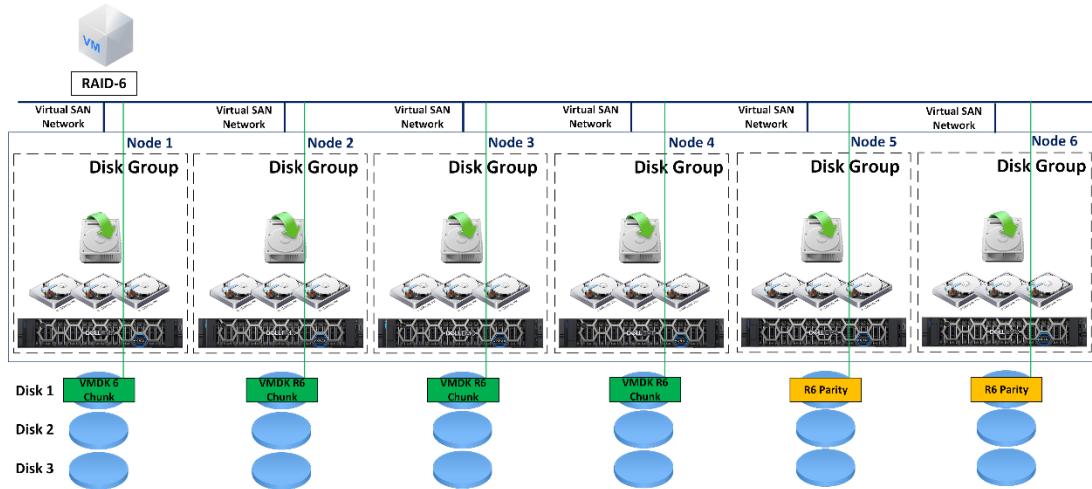 VM
RAID-6
Virtual SAN
Network
Virtual SAN
Network
Virtual SAN
Network
Virtual SAN
Network
Virtual SAN
Network
Virtual SAN
Network
Node 1
Node 2
Node 3
Node 4
Node 5
Node 6
Disk Group
Disk Group
Disk Group
Disk Group
Disk Group
Disk Group
Disk 1
VMDK 6
Chunk
VMDK R6
Chunk
VMDK R6
Chunk
VMDK R6
Chunk
R6 Parity
R6 Parity
Disk 2
Disk 3